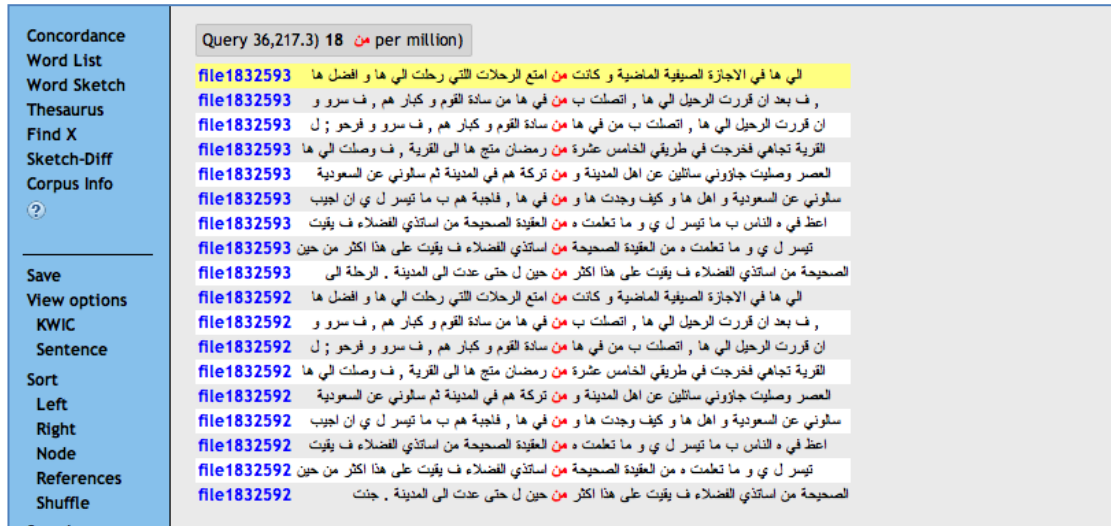 Concordance
Word List
Word Sketch
Thesaurus
Find X
Sketch-Diff
Corpus Info
?
Save
View options
KWIC
Sentence
Sort
Left
Right
Node
References
Shuffle
Query 36,217.3) 18 من per million)
file1832593 الي ها في الاجازة الصيفية الماضية و كانت من امتع الرحلات اللتي رحلت الي ها و افضل ها
file1832593 , ف بعد ان قررت الرحيل الي ها , اتصلت ب من في ها من سادة القوم و كبار هم , ف سرو و
file1832593 ان قررت الرحيل الي ها , اتصلت ب من في ها من سادة القوم و كبار هم , ف سرو و فرحو ; ل
file1832593 القرية تجاهي فخرجت في طريقي الخامس عشرة من رمضان متج ها الى القرية , ف وصلت الي ها
file1832593 العصر وصليت جاؤوني سائلين عن اهل المدينة و من تركة هم في المدينة ثم سالوني عن السعودية
file1832593 سالوني عن السعودية و اهل ها و كيف وجدت ها و من في ها , فاجبة هم ب ما تيسر ل ي ان اجيب
file1832593 اعظ في ه الناس ب ما تيسر ل ي و ما تعلمت ه من العقيدة الصحيحة من اساتذي الفضلاء ف يقيت
file1832593 تيسر ل ي و ما تعلمت ه من العقيدة الصحيحة من اساتذي الفضلاء ف يقيت على هذا اكثر من حين
file1832593 الصحيحة من اساتذي الفضلاء ف يقيت على هذا اكثر من حين ل حتى عدت الى المدينة . الرحلة الى
file1832592 الي ها في الاجازة الصيفية الماضية و كانت من امتع الرحلات اللتي رحلت الي ها و افضل ها
file1832592 , ف بعد ان قررت الرحيل الي ها , اتصلت ب من في ها من سادة القوم و كبار هم , ف سرو و
file1832592 ان قررت الرحيل الي ها , اتصلت ب من في ها من سادة القوم و كبار هم , ف سرو و فرحو ; ل
file1832592 القرية تجاهي فخرجت في طريقي الخامس عشرة من رمضان متج ها الى القرية , ف وصلت الي ها
file1832592 العصر وصليت جاؤوني سائلين عن اهل المدينة و من تركة هم في المدينة ثم سالوني عن السعودية
file1832592 سالوني عن السعودية و اهل ها و كيف وجدت ها و من في ها , فاجبة هم ب ما تيسر ل ي ان اجيب
file1832592 اعظ في ه الناس ب ما تيسر ل ي و ما تعلمت ه من العقيدة الصحيحة من اساتذي الفضلاء ف يقيت
file1832592 تيسر ل ي و ما تعلمت ه من العقيدة الصحيحة من اساتذي الفضلاء ف يقيت على هذا اكثر من حين
file1832592 الصحيحة من اساتذي الفضلاء ف يقيت على هذا اكثر من حين ل حتى عدت الى المدينة . جئت